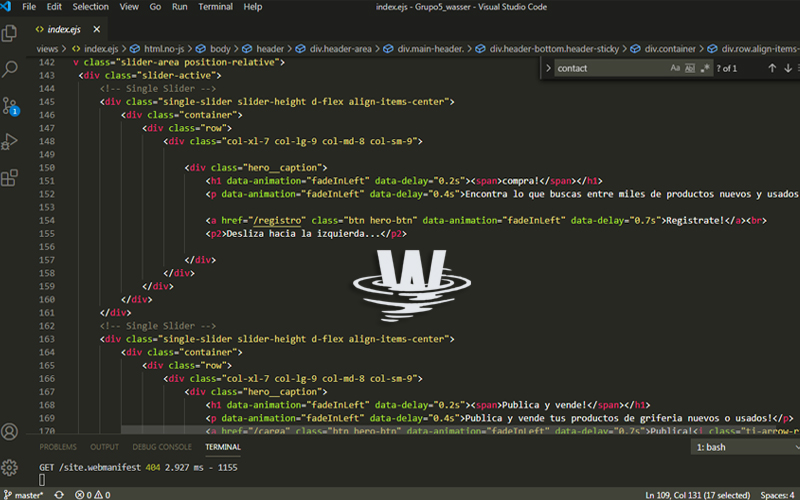 File Edit Selection View Go Run Terminal Help index.ejs - Grupo5_wasser - Visual Studio Code
<> index.ejs ×
views > <> index.ejs > html.no-js > body > header > div.header-area > div.main-header. > div.header-bottom.header-sticky > div.container > div.row.align-items-
contact Aa Ab| .* ? of 1
142 v class="slider-area position-relative">
143 <div class="slider-active">
144 <!-- Single Slider -->
145 <div class="single-slider slider-height d-flex align-items-center">
146 <div class="container">
147 <div class="row">
148 <div class="col-xl-7 col-lg-9 col-md-8 col-sm-9">
149
150 <div class="hero__caption">
151 <h1 data-animation="fadeInLeft" data-delay="0.2s"><span>compra!</span></h1>
152 <p data-animation="fadeInLeft" data-delay="0.4s">Encontra lo que buscas entre miles de productos nuevos y usados
153
154 <a href="/registro" class="btn hero-btn" data-animation="fadeInLeft" data-delay="0.7s">Registrate!</a><br>
155 <p2>Desliza hacia la izquierda...</p2>
156
157 </div>
158 </div>
159 </div>
160 </div>
161 </div>
162 <!-- Single Slider -->
163 <div class="single-slider slider-height d-flex align-items-center">
164 <div class="container">
165 <div class="row">
166 <div class="col-xl-7 col-lg-9 col-md-8 col-sm-9">
167 <div class="hero__caption">
168 <h1 data-animation="fadeInLeft" data-delay="0.2s"><span>Publica y vende!</span></h1>
169 <p data-animation="fadeInLeft" data-delay="0.4s">Publica y vende tus productos de griferia nuevos o usados!</p>
170 <a href="/carga" class="btn hero-btn" data-animation="fadeInLeft" data-delay="0.7s">Publica!<i class="ti-arrow-r
W
PROBLEMS OUTPUT DEBUG CONSOLE TERMINAL 1: bash
GET /site.webmanifest 404 2.927 ms - 1155
master* 0 0 Ln 109, Col 131 (17 selected) Spaces: 4
1